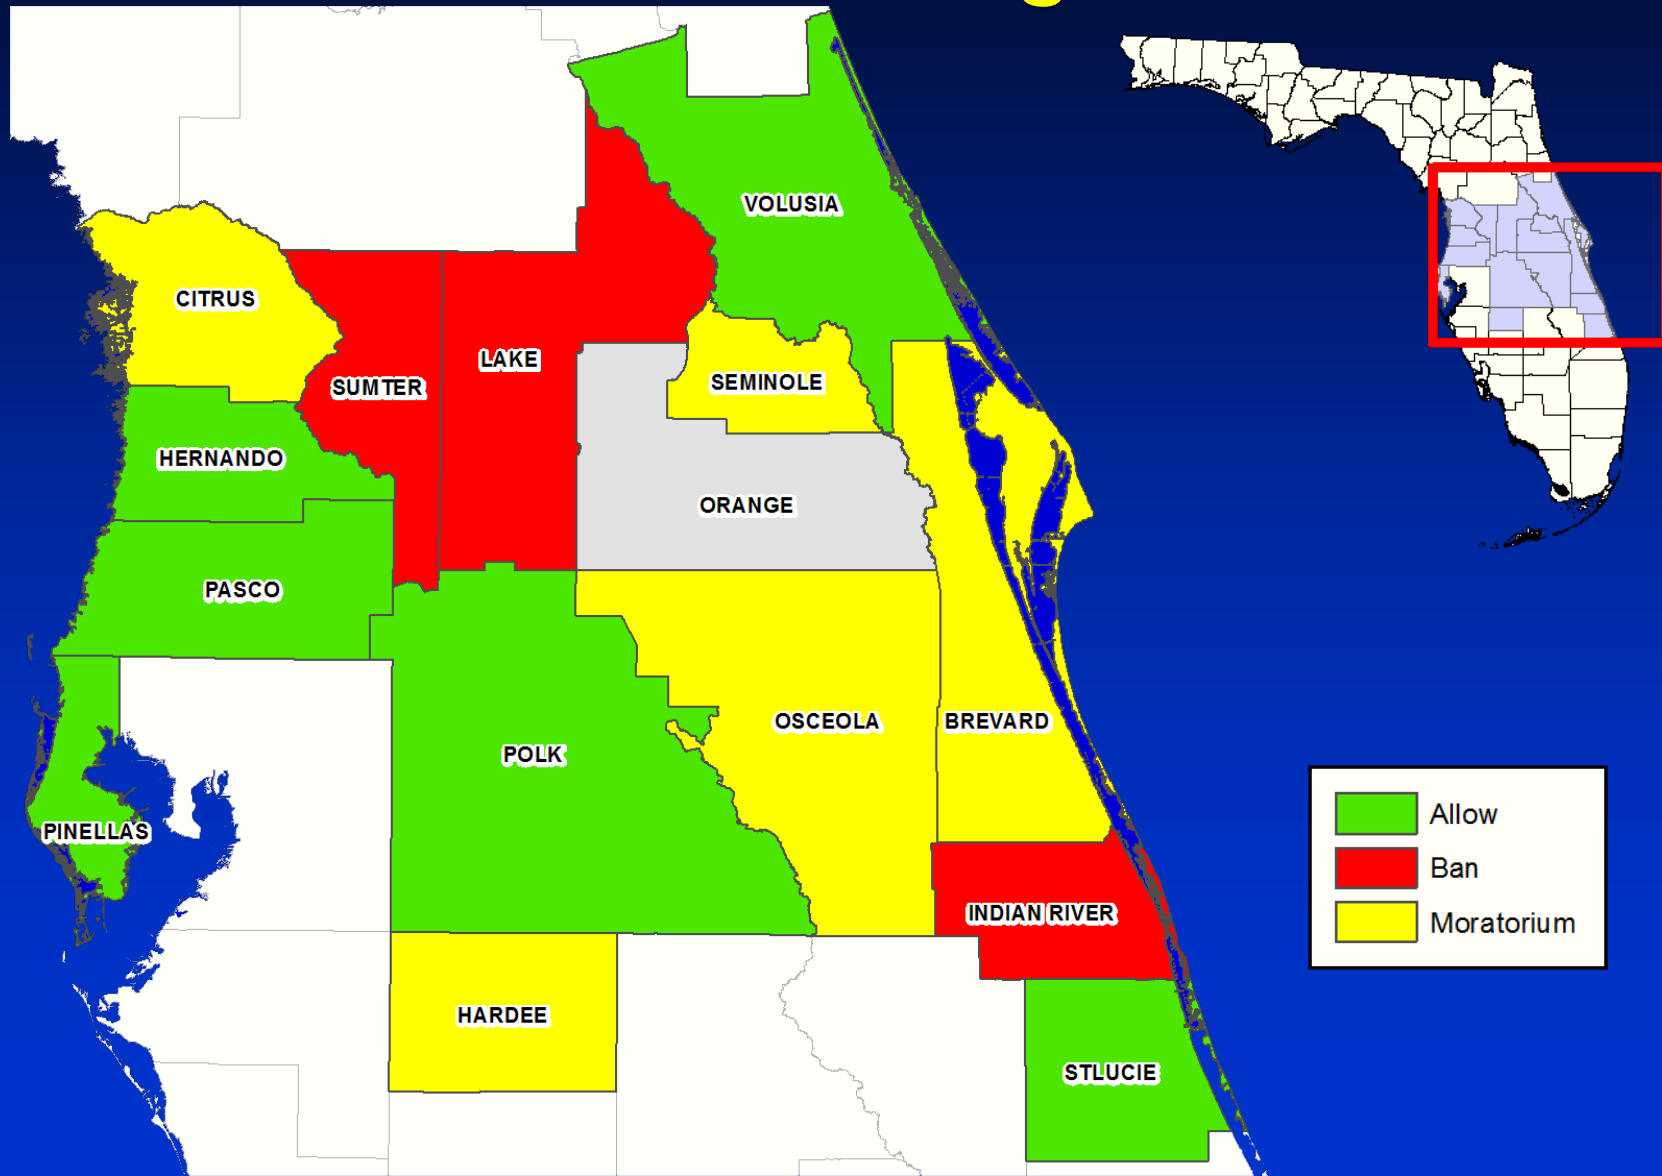 VOLUSIA
CITRUS
LAKE
SUMTER
SEMINOLE
HERNANDO
ORANGE
PASCO
OSCEOLA
BREVARD
POLK
PINELLAS
INDIAN RIVER
HARDEE
STLUCIE
Allow
Ban
Moratorium